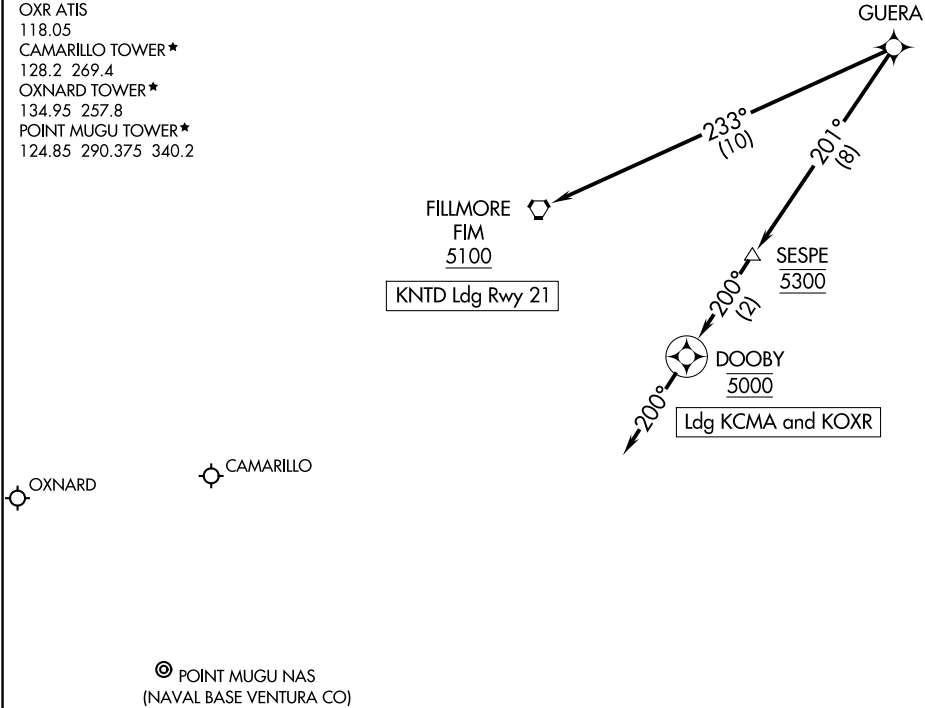 OXR ATIS
118.05
CAMARILLO TOWER★
128.2 269.4
OXNARD TOWER★
134.95 257.8
POINT MUGU TOWER★
124.85 290.375 340.2
GUERA
233°
(10)
201°
(8)
FILLMORE
FIM
5100
KNTD Ldg Rwy 21
SESPE
5300
200°
(2)
DOOBY
5000
200°
Ldg KCMA and KOXR
CAMARILLO
OXNARD
POINT MUGU NAS
(NAVAL BASE VENTURA CO)